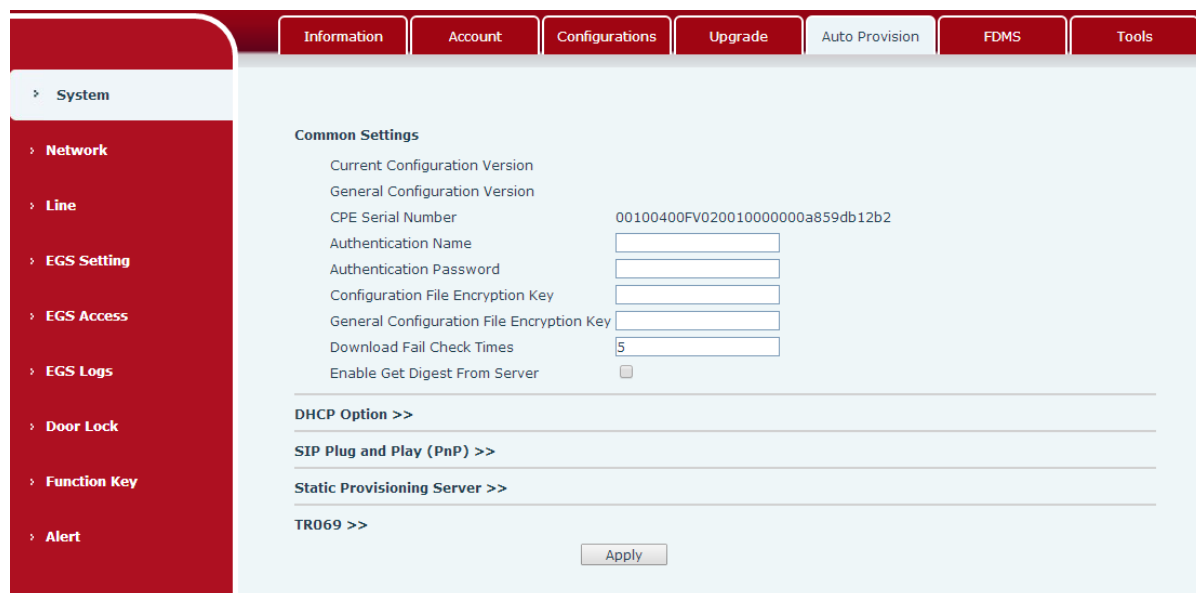 Information Account Configurations Upgrade Auto Provision FDMS Tools
› System
› Network
› Line
› EGS Setting
› EGS Access
› EGS Logs
› Door Lock
› Function Key
› Alert
Common Settings
Current Configuration Version
General Configuration Version
CPE Serial Number 00100400FV020010000000a859db12b2
Authentication Name
Authentication Password
Configuration File Encryption Key
General Configuration File Encryption Key
Download Fail Check Times 5
Enable Get Digest From Server
DHCP Option >>
SIP Plug and Play (PnP) >>
Static Provisioning Server >>
TR069 >>
Apply